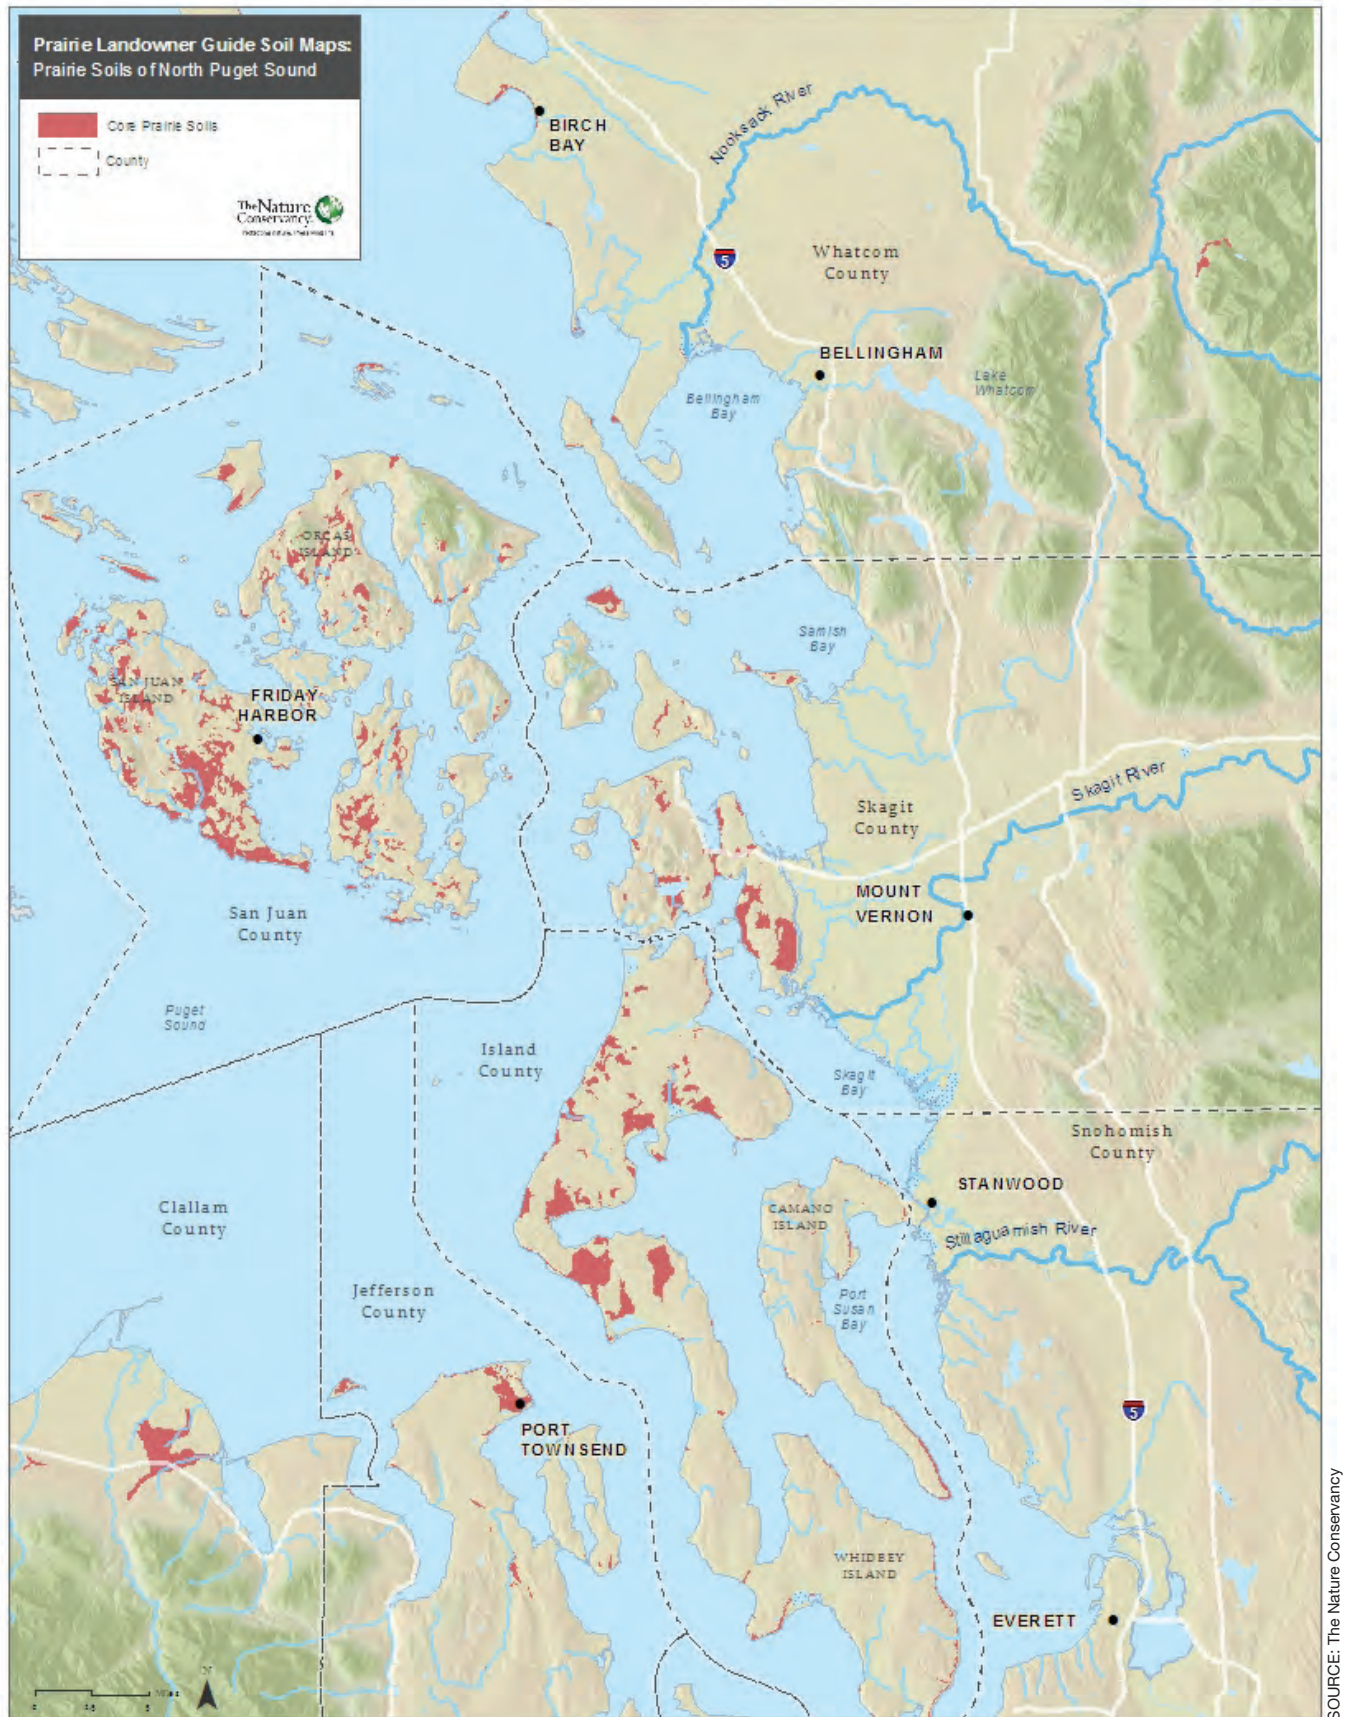 Prairie Landowner Guide Soil Maps:
Prairie Soils of North Puget Sound
Core Prairie Soils
County
The Nature
Conservancy
BIRCH
BAY
Nooksack River
5
Whatcom
County
BELLINGHAM
Bellingham
Bay
Lake
Whatcom
ORCAS
ISLAND
Samish
Bay
SAN JUAN
ISLAND
FRIDAY
HARBOR
Skagit River
Skagit
County
MOUNT
VERNON
San Juan
County
Puget
Sound
Island
County
Skagit
Bay
Snohomish
County
STANWOOD
CAMANO
ISLAND
Stillaguamish River
Clallam
County
Jefferson
County
Port
Susan
Bay
5
PORT
TOWNSEND
WHIDBEY
ISLAND
EVERETT
N
Miles
SOURCE: The Nature Conservancy